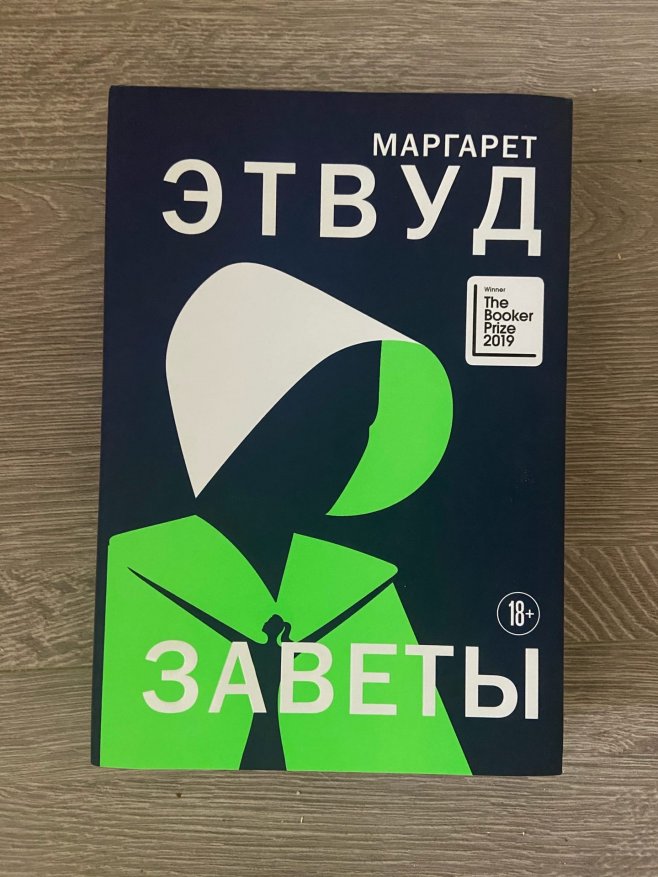 МАРГАРЕТ
ЭТВУД
Winner
The
Booker
Prize
2019
18+
ЗАВЕТЫ